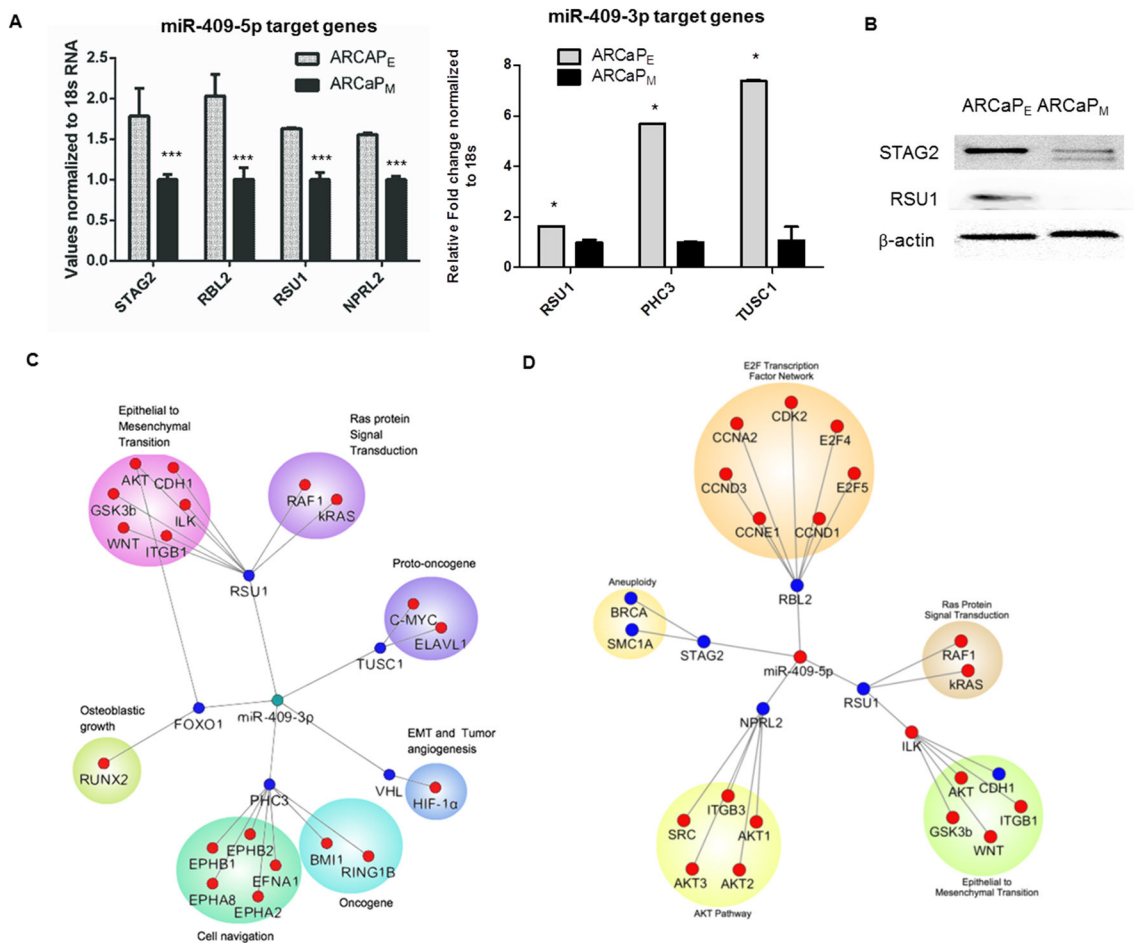 A
miR-409-5p target genes
Values normalized to 18s RNA
2.5
2.0
1.5
1.0
0.5
0.0
ARCAPE
ARCaPM
***
***
***
***
STAG2
RBL2
RSU1
NPRL2
miR-409-3p target genes
Relative Fold change normalized
to 18s
8
6
4
2
0
ARCaPE
ARCaPM
*
*
*
RSU1
PHC3
TUSC1
B
ARCaPE ARCaPM
STAG2
RSU1
β-actin
C
Epithelial to
Mesenchymal
Transition
AKT
CDH1
GSK3b
ILK
WNT
ITGB1
Ras protein
Signal
Transduction
RAF1
kRAS
RSU1
Proto-oncogene
C-MYC
ELAVL1
TUSC1
miR-409-3p
FOXO1
Osteoblastic
growth
RUNX2
EMT and Tumor
angiogenesis
VHL
HIF-1α
PHC3
EPHB2
EPHB1
EFNA1
EPHA8
EPHA2
Cell navigation
BMI1
RING1B
Oncogene
D
E2F Transcription
Factor Network
CDK2
CCNA2
E2F4
CCND3
E2F5
CCNE1
CCND1
RBL2
Aneuploidy
BRCA
SMC1A
STAG2
miR-409-5p
Ras Protein
Signal Transduction
RAF1
kRAS
RSU1
NPRL2
ILK
ITGB3
SRC
AKT1
AKT3
AKT2
AKT Pathway
AKT
CDH1
ITGB1
GSK3b
WNT
Epithelial to
Mesenchymal Transition